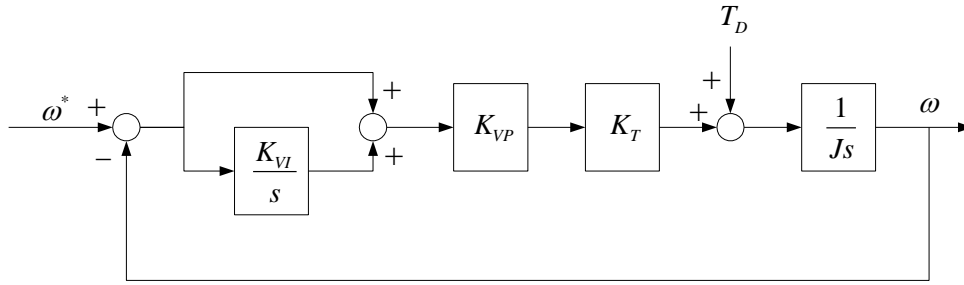 T_D
+
ω* + + K_VP K_T + 1/Js ω
− K_VI/s +